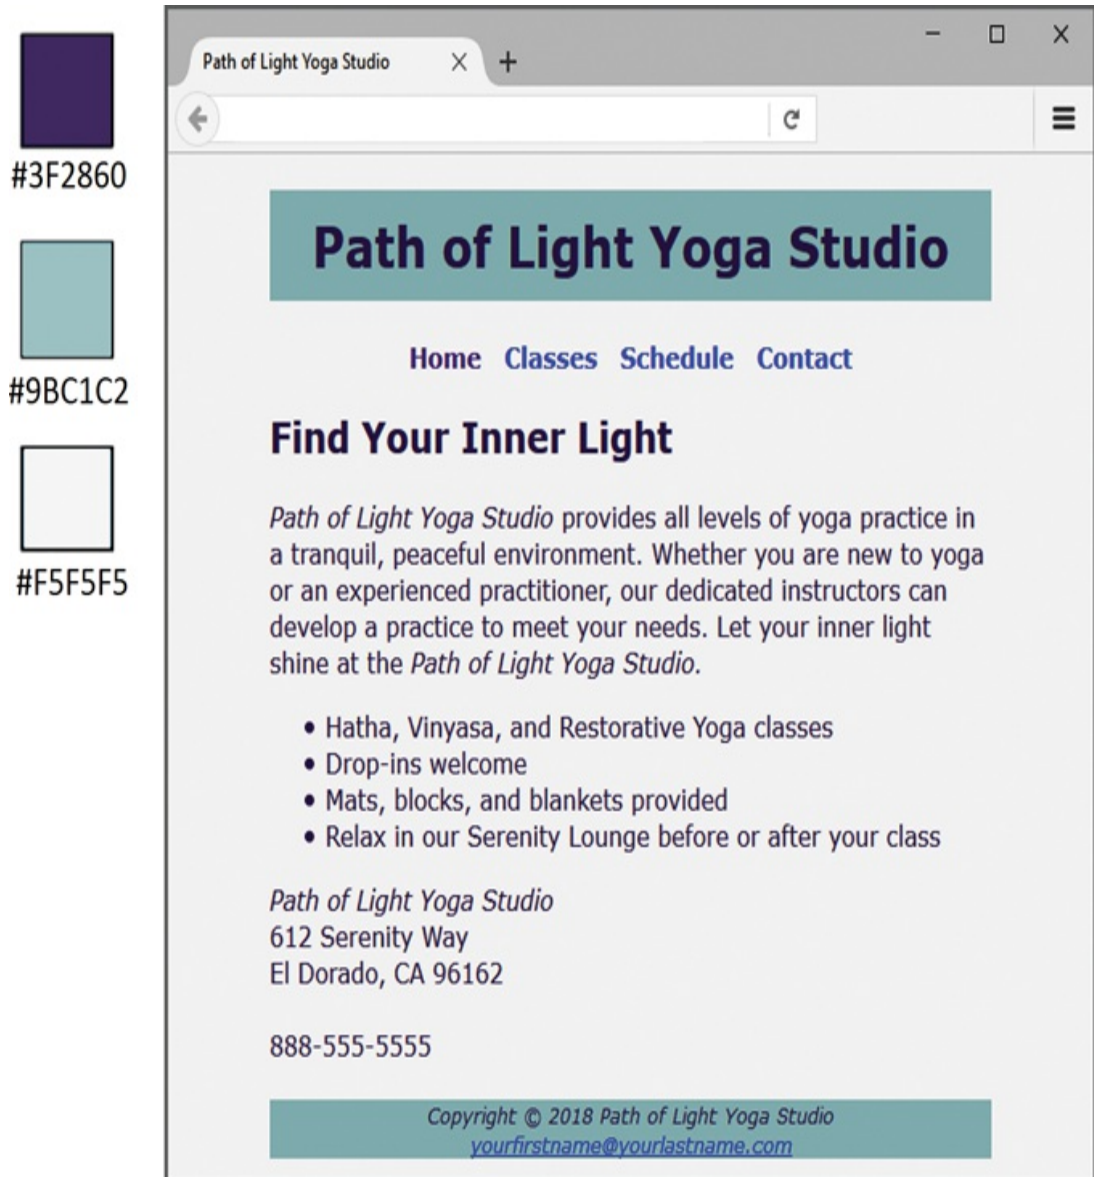 #3F2860
#9BC1C2
#F5F5F5
Path of Light Yoga Studio
Path of Light Yoga Studio
Home Classes Schedule Contact
Find Your Inner Light
Path of Light Yoga Studio provides all levels of yoga practice in
a tranquil, peaceful environment. Whether you are new to yoga
or an experienced practitioner, our dedicated instructors can
develop a practice to meet your needs. Let your inner light
shine at the Path of Light Yoga Studio.
• Hatha, Vinyasa, and Restorative Yoga classes
• Drop-ins welcome
• Mats, blocks, and blankets provided
• Relax in our Serenity Lounge before or after your class
Path of Light Yoga Studio
612 Serenity Way
El Dorado, CA 96162
888-555-5555
Copyright © 2018 Path of Light Yoga Studio
yourfirstname@yourlastname.com